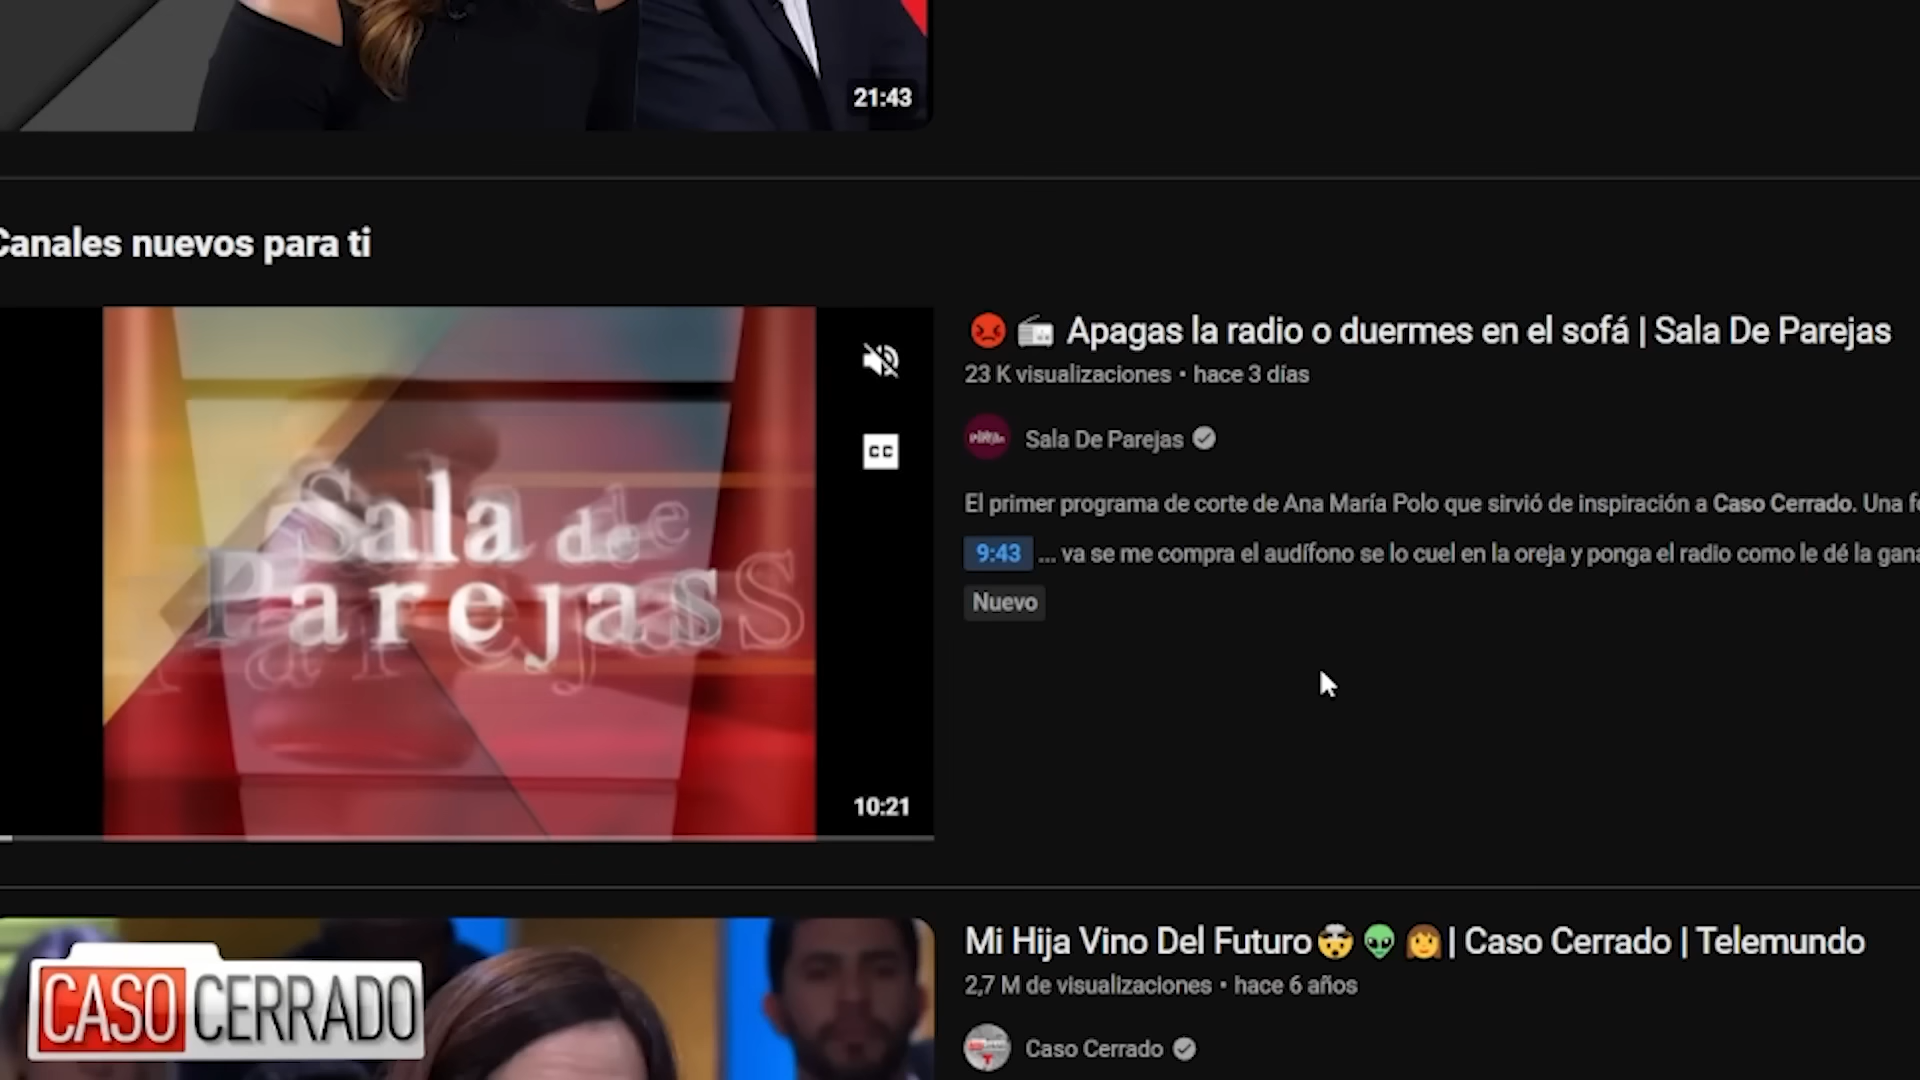 21:43
Canales nuevos para ti
Sala de
Parejas
CC
10:21
😡📻 Apagas la radio o duermes en el sofá | Sala De Parejas
23 K visualizaciones • hace 3 días
Sala De Parejas
El primer programa de corte de Ana María Polo que sirvió de inspiración a Caso Cerrado. Una
9:43 ... va se me compra el audífono se lo cuel en la oreja y ponga el radio como le dé la gana
Nuevo
CASO CERRADO
Mi Hija Vino Del Futuro🤯👽👩| Caso Cerrado | Telemundo
2,7 M de visualizaciones • hace 6 años
Caso Cerrado